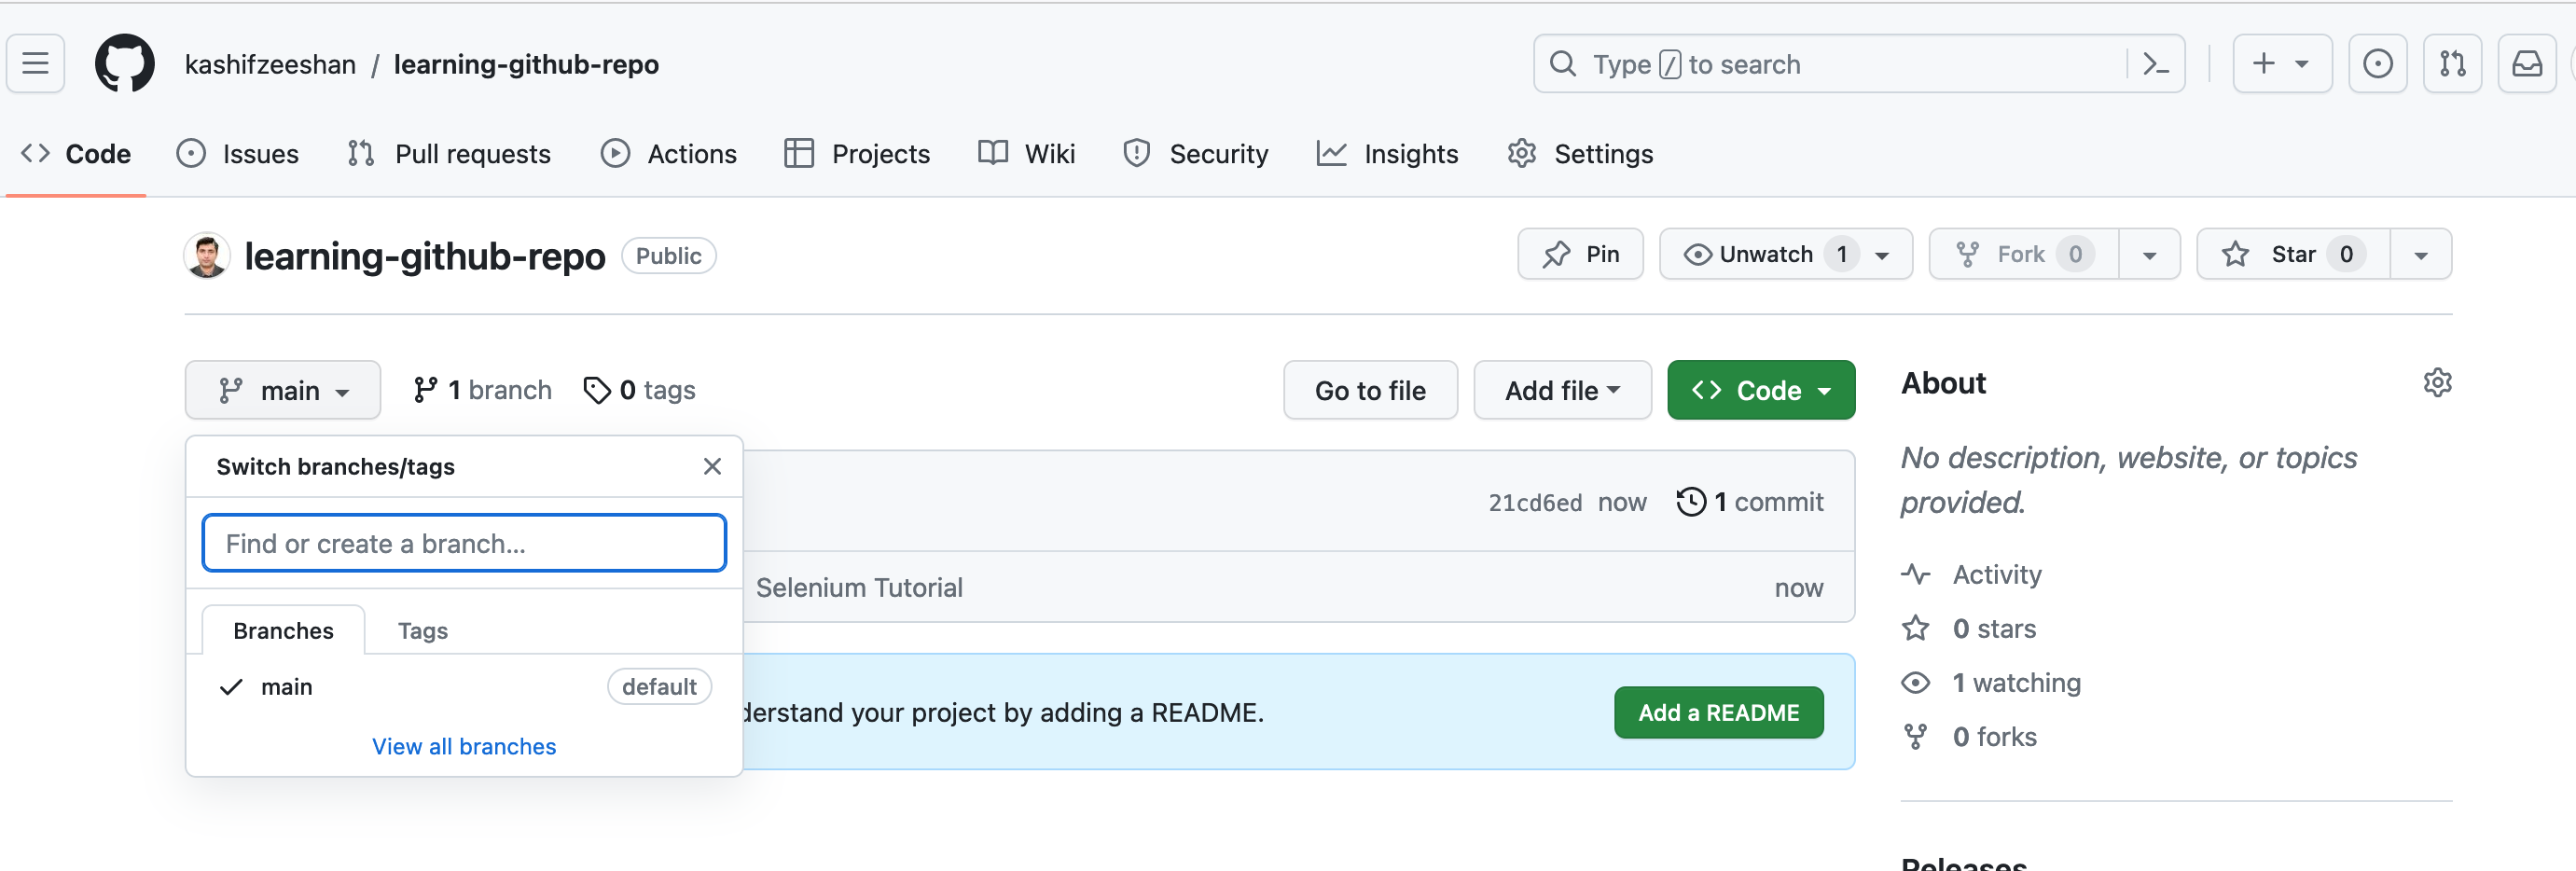 kashifzeeshan / learning-github-repo
Type / to search
Code Issues Pull requests Actions Projects Wiki Security Insights Settings
learning-github-repo Public
Pin Unwatch 1 Fork 0 Star 0
main 1 branch 0 tags
Go to file Add file Code
Switch branches/tags
Find or create a branch...
Branches Tags
main default
View all branches
21cd6ed now 1 commit
Selenium Tutorial now
derstand your project by adding a README.
Add a README
About
No description, website, or topics
provided.
Activity
0 stars
1 watching
0 forks
Releases